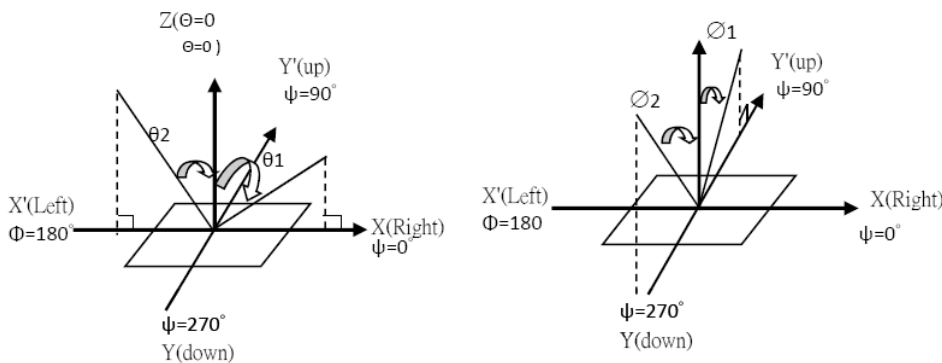 Z(Θ=0
Θ=0 )
Y'(up)
ψ=90°
θ2
θ1
X'(Left)
Φ=180°
X(Right)
ψ=0°
ψ=270°
Y(down)
∅1
Y'(up)
ψ=90°
∅2
X'(Left)
Φ=180
X(Right)
ψ=0°
ψ=270°
Y(down)